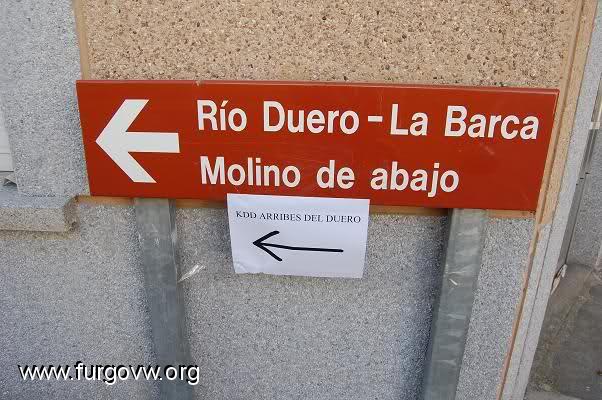 Río Duero - La Barca
Molino de abajo
KDD ARRIBES DEL DUERO
www.furgovw.org